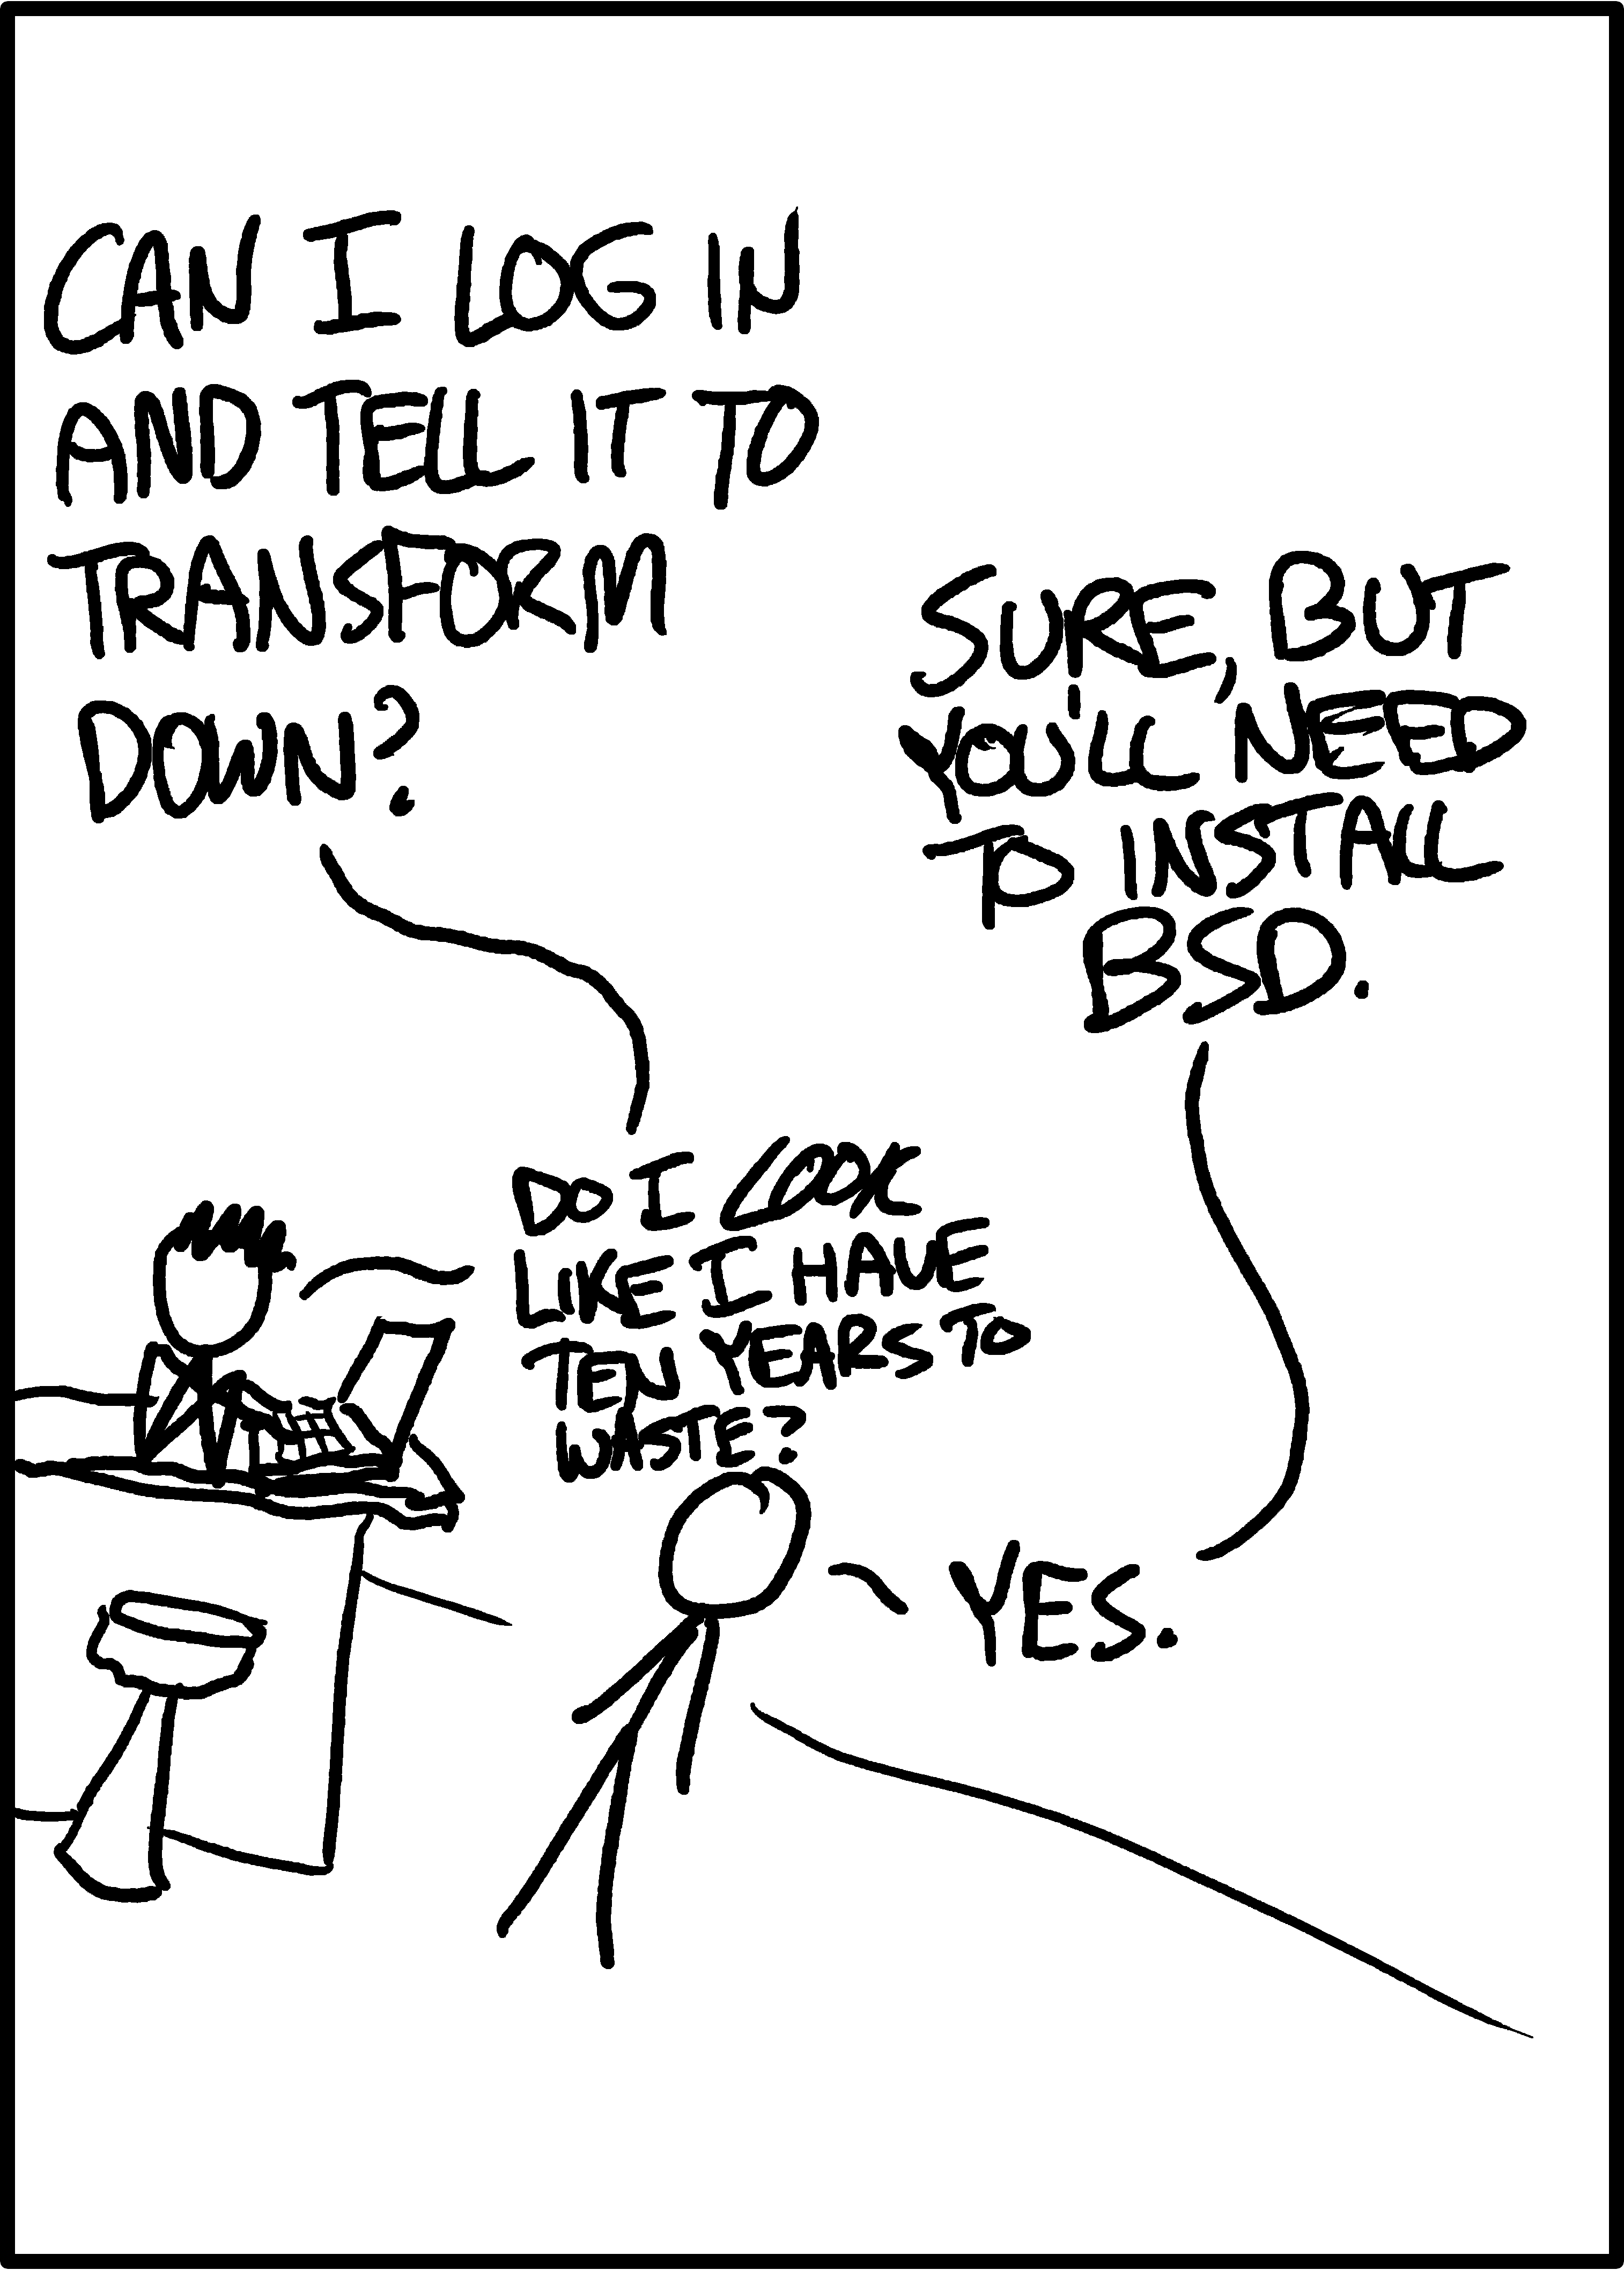 CAN I LOG IN
AND TELL IT TO
TRANSFORM
DOWN?
SURE, BUT
YOU'LL NEED
TO INSTALL
BSD.
DO I LOOK
LIKE I HAVE
TEN YEARS TO
WASTE?
YES.